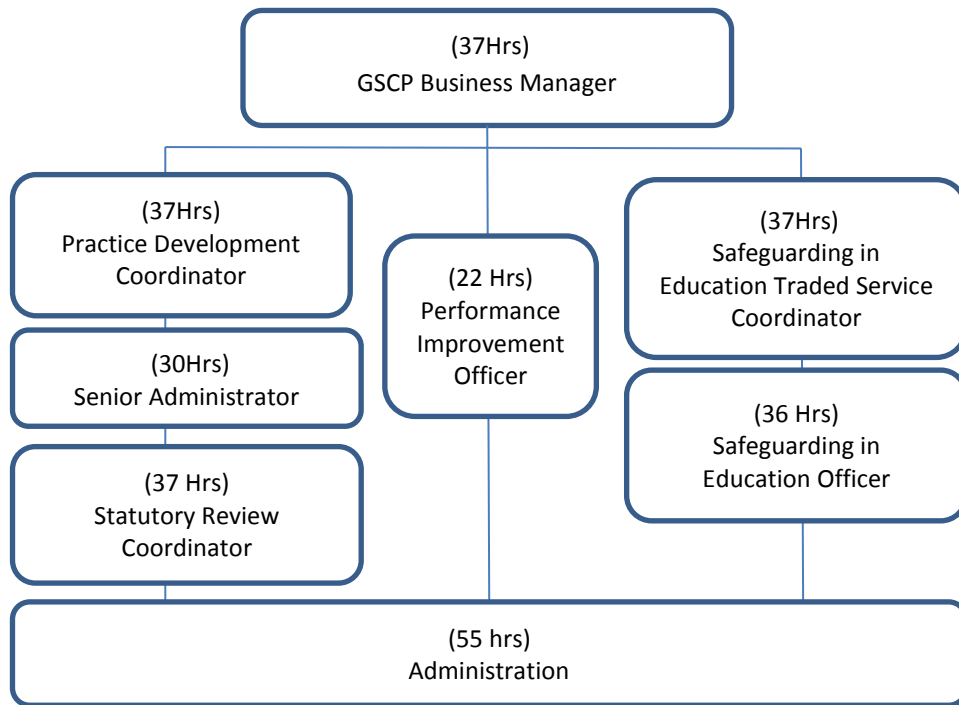 (37Hrs)
GSCP Business Manager
(37Hrs)
Practice Development
Coordinator
(30Hrs)
Senior Administrator
(37 Hrs)
Statutory Review
Coordinator
(22 Hrs)
Performance
Improvement
Officer
(37Hrs)
Safeguarding in
Education Traded Service
Coordinator
(36 Hrs)
Safeguarding in
Education Officer
(55 hrs)
Administration